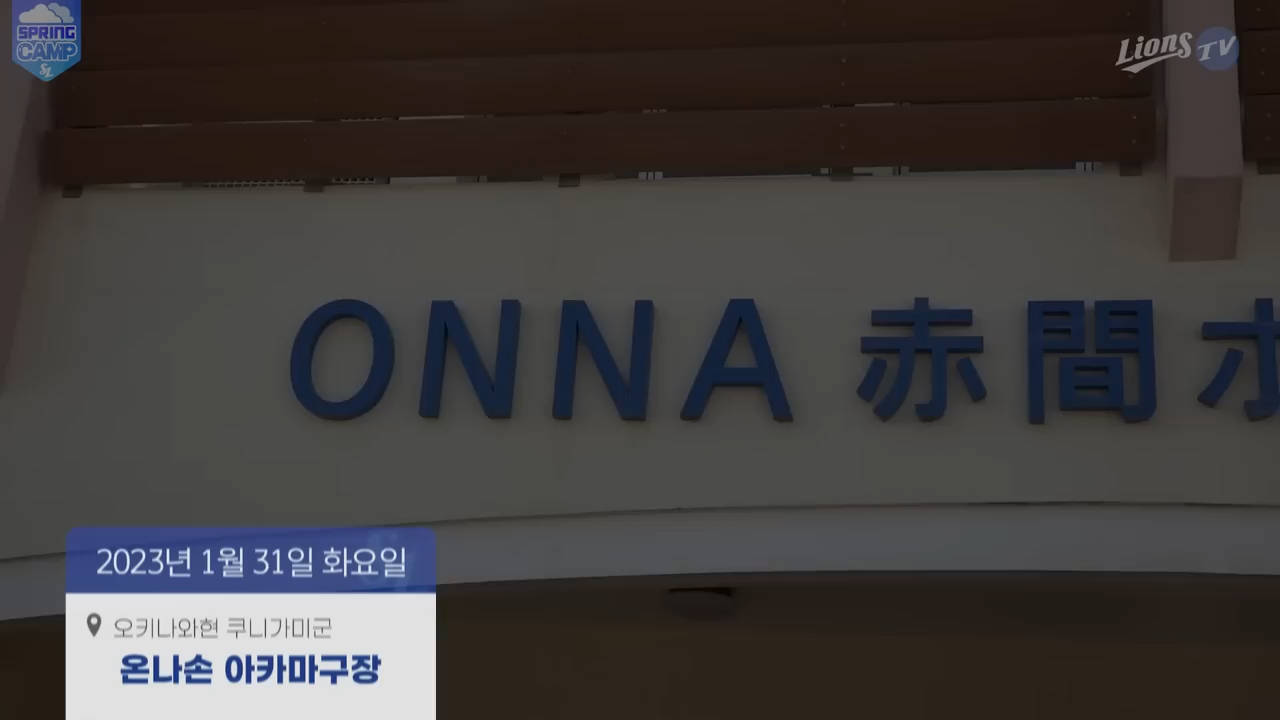 SPRING
CAMP
SL
Lions TV
ONNA 赤間ボ
2023년 1월 31일 화요일
오키나와현 쿠니가미군
온나손 아카마구장